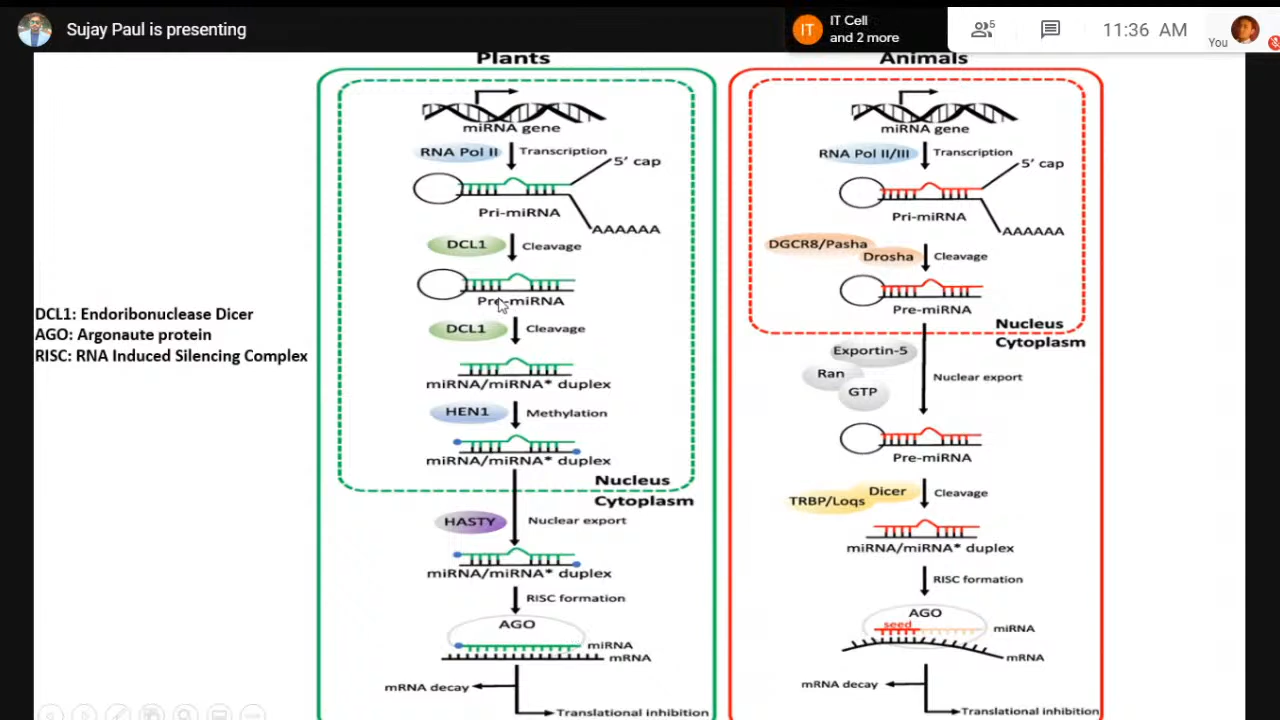 Sujay Paul is presenting
IT
IT Cell
and 2 more
5
11:36 AM
You
DCL1: Endoribonuclease Dicer
AGO: Argonaute protein
RISC: RNA Induced Silencing Complex
Plants
miRNA gene
RNA Pol II
Transcription
5' cap
Pri-miRNA
AAAAAA
DCL1
Cleavage
Pre-miRNA
DCL1
Cleavage
miRNA/miRNA* duplex
HEN1
Methylation
miRNA/miRNA* duplex
Nucleus
Cytoplasm
HASTY
Nuclear export
miRNA/miRNA* duplex
RISC formation
AGO
miRNA
mRNA
mRNA decay
Translational inhibition
Animals
miRNA gene
RNA Pol II/III
Transcription
5' cap
Pri-miRNA
AAAAAA
DGCR8/Pasha
Drosha
Cleavage
Pre-miRNA
Nucleus
Cytoplasm
Exportin-5
Ran
GTP
Nuclear export
Pre-miRNA
Dicer
TRBP/Loqs
Cleavage
miRNA/miRNA* duplex
RISC formation
AGO
seed
miRNA
mRNA
mRNA decay
Translational inhibition